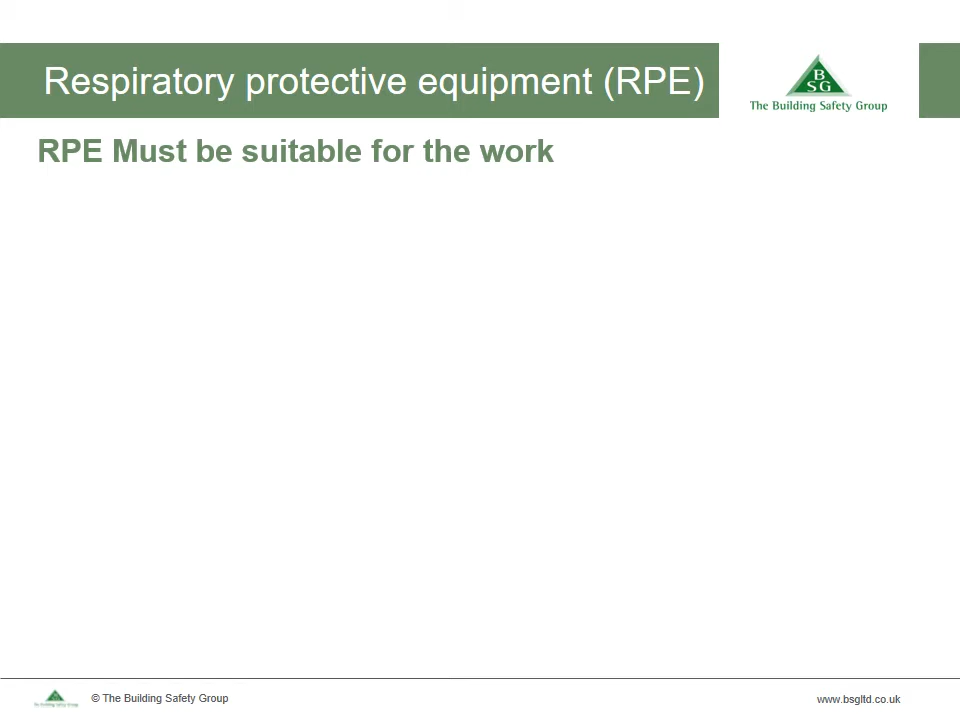 Respiratory protective equipment (RPE)
B
SG
The Building Safety Group
RPE Must be suitable for the work
© The Building Safety Group
www.bsgltd.co.uk